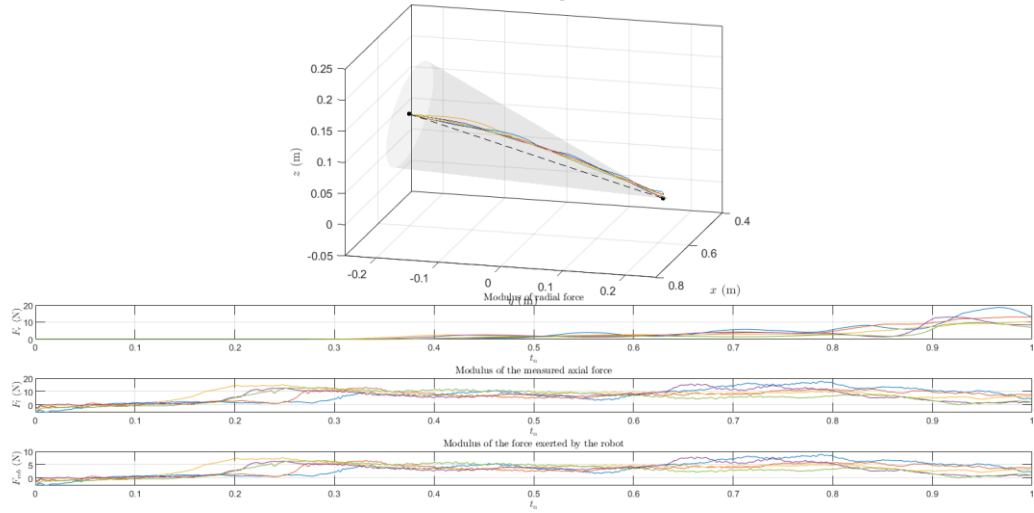 0.25
0.2
0.15
0.1
0.05
0
-0.05
z (m)
-0.2
-0.1
0
0.1
0.2
0.8
0.6
0.4
x (m)
(m)
Modulus of radial force
20
10
0
F_r (N)
0 0.1 0.2 0.3 0.4 0.5 0.6 0.7 0.8 0.9 1
t_n
Modulus of the measured axial force
20
10
0
F (N)
0 0.1 0.2 0.3 0.4 0.5 0.6 0.7 0.8 0.9 1
t_n
Modulus of the force exerted by the robot
10
5
0
F_rob (N)
0 0.1 0.2 0.3 0.4 0.5 0.6 0.7 0.8 0.9 1
t_n